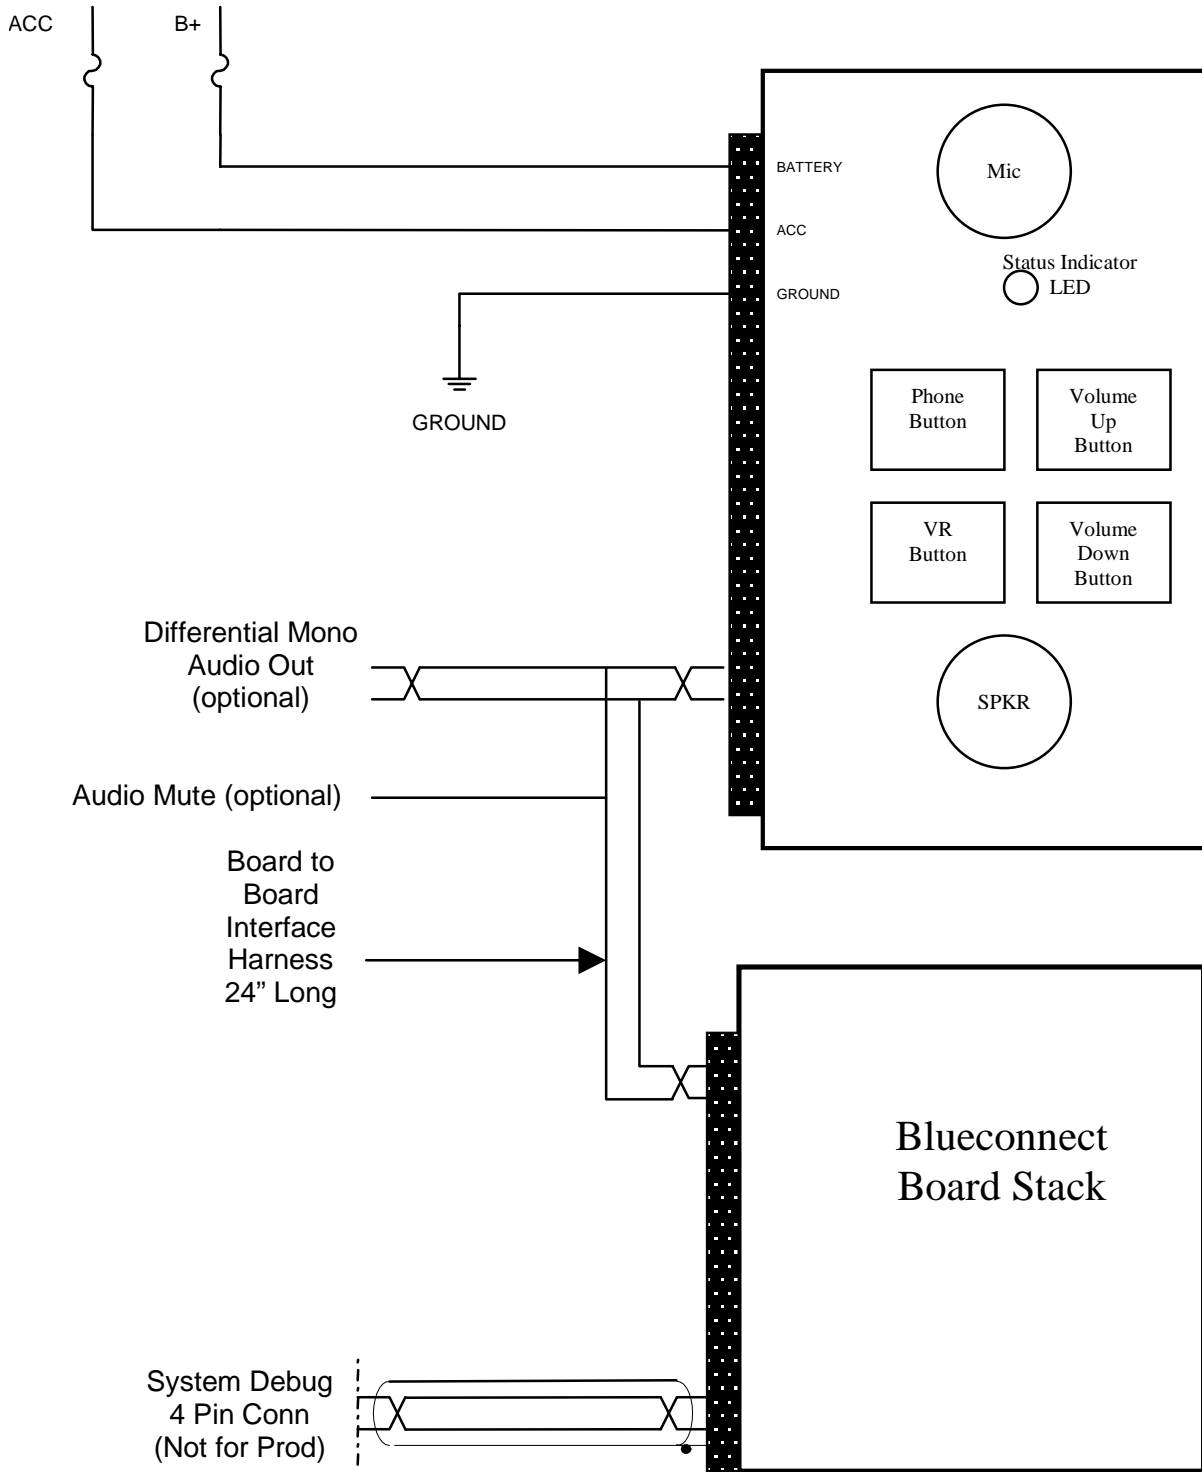 ACC
B+
BATTERY
ACC
GROUND
GROUND
Mic
Status Indicator
LED
Phone
Button
Volume
Up
Button
VR
Button
Volume
Down
Button
SPKR
Differential Mono
Audio Out
(optional)
Audio Mute (optional)
Board to
Board
Interface
Harness
24” Long
Blueconnect
Board Stack
System Debug
4 Pin Conn
(Not for Prod)